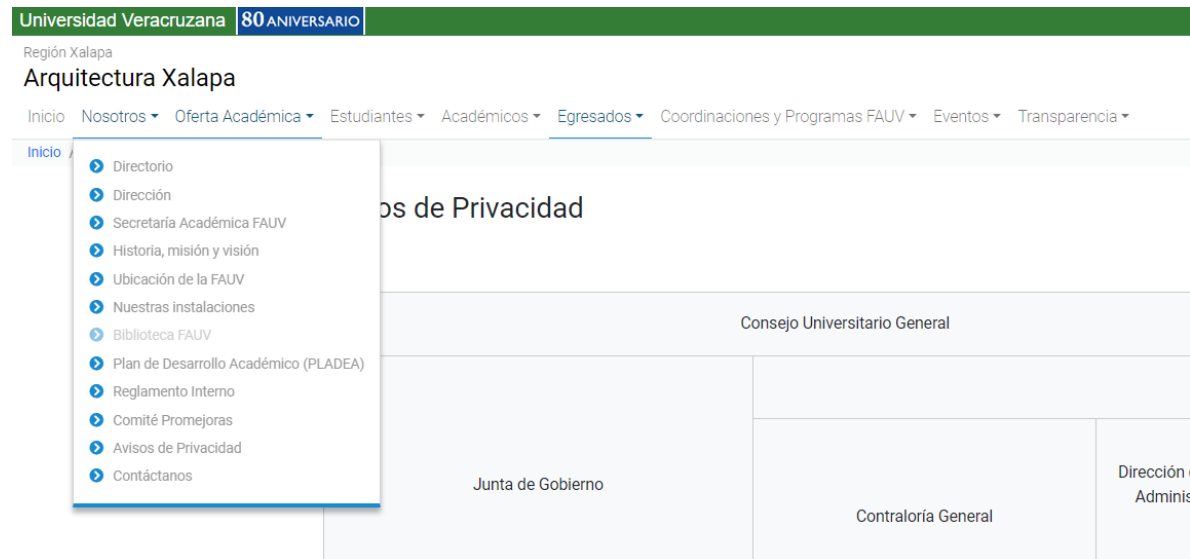 Universidad Veracruzana 80 ANIVERSARIO
Región Xalapa
Arquitectura Xalapa
Inicio Nosotros Oferta Académica Estudiantes Académicos Egresados Coordinaciones y Programas FAUV Eventos Transparencia
Inicio /
Directorio
Dirección
Secretaría Académica FAUV
Historia, misión y visión
Ubicación de la FAUV
Nuestras instalaciones
Biblioteca FAUV
Plan de Desarrollo Académico (PLADEA)
Reglamento Interno
Comité Promejoras
Avisos de Privacidad
Contáctanos
os de Privacidad
Consejo Universitario General
Junta de Gobierno
Contraloría General
Dirección
Adminis